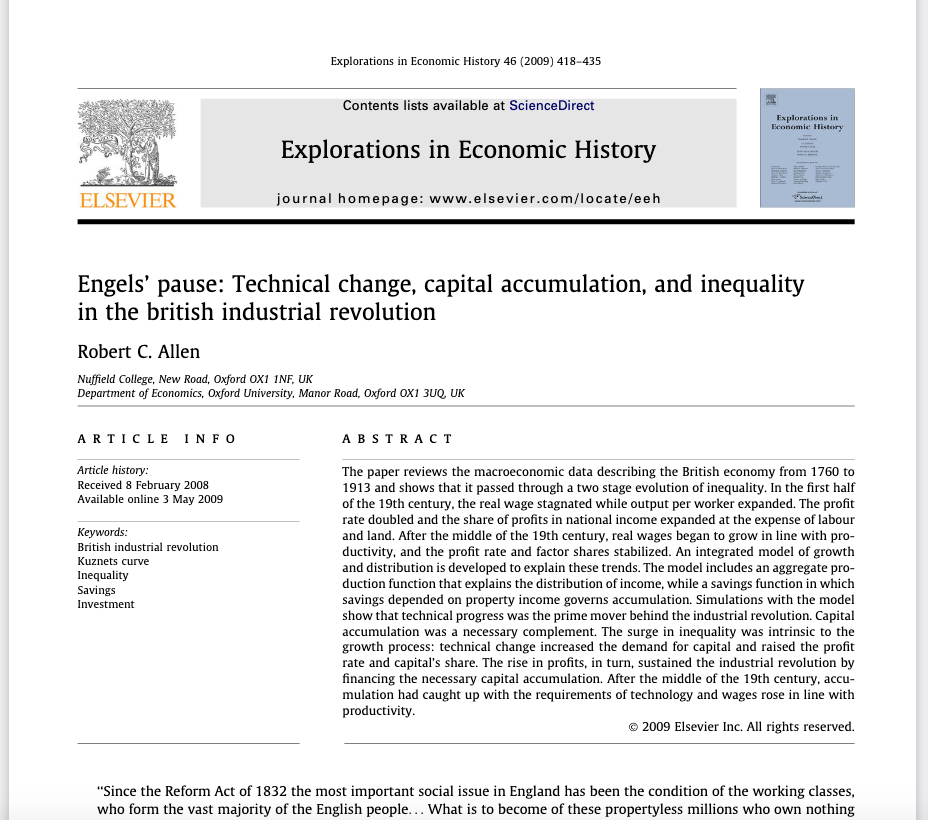 Explorations in Economic History 46 (2009) 418–435
Contents lists available at ScienceDirect
Explorations in Economic History
journal homepage: www.elsevier.com/locate/eeh
ELSEVIER
Explorations in
Economic History
ScienceDirect
Engels’ pause: Technical change, capital accumulation, and inequality
in the british industrial revolution
Robert C. Allen
Nuffield College, New Road, Oxford OX1 1NF, UK
Department of Economics, Oxford University, Manor Road, Oxford OX1 3UQ, UK
ARTICLE INFO
Article history:
Received 8 February 2008
Available online 3 May 2009
Keywords:
British industrial revolution
Kuznets curve
Inequality
Savings
Investment
ABSTRACT
The paper reviews the macroeconomic data describing the British economy from 1760 to
1913 and shows that it passed through a two stage evolution of inequality. In the first half
of the 19th century, the real wage stagnated while output per worker expanded. The profit
rate doubled and the share of profits in national income expanded at the expense of labour
and land. After the middle of the 19th century, real wages began to grow in line with pro-
ductivity, and the profit rate and factor shares stabilized. An integrated model of growth
and distribution is developed to explain these trends. The model includes an aggregate pro-
duction function that explains the distribution of income, while a savings function in which
savings depended on property income governs accumulation. Simulations with the model
show that technical progress was the prime mover behind the industrial revolution. Capital
accumulation was a necessary complement. The surge in inequality was intrinsic to the
growth process: technical change increased the demand for capital and raised the profit
rate and capital’s share. The rise in profits, in turn, sustained the industrial revolution by
financing the necessary capital accumulation. After the middle of the 19th century, accu-
mulation had caught up with the requirements of technology and wages rose in line with
productivity.
© 2009 Elsevier Inc. All rights reserved.
‘‘Since the Reform Act of 1832 the most important social issue in England has been the condition of the working classes,
who form the vast majority of the English people... What is to become of these propertyless millions who own nothing